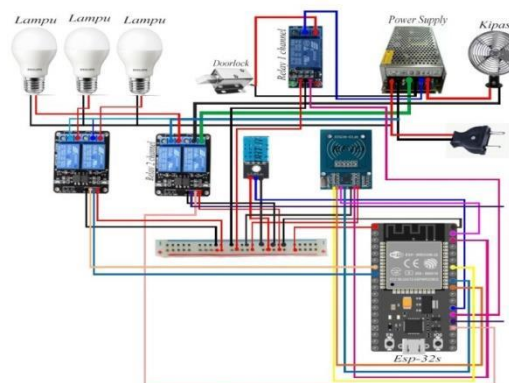 Lampu
Lampu
Lampu
Doorlock
Relay 1 channel
Power Supply
Kipas
Relay 2 channel
Esp-32s